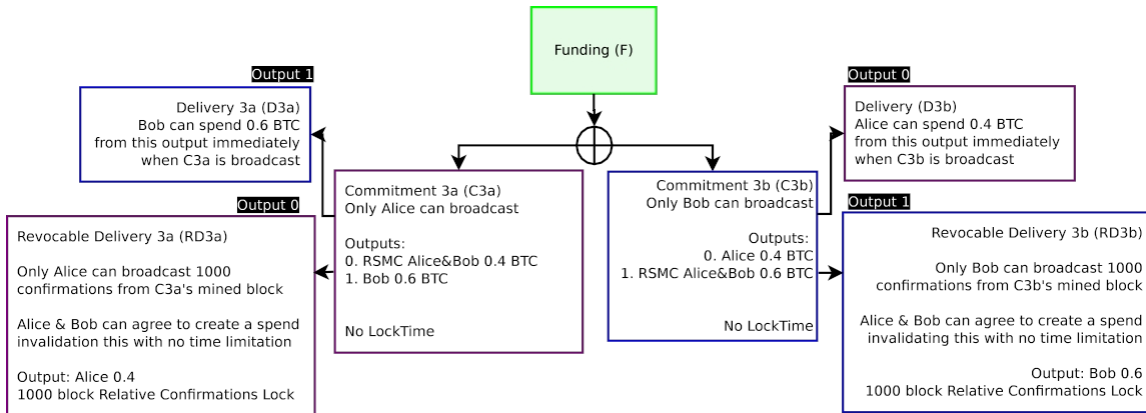 Funding (F)
Output 1
Delivery 3a (D3a)
Bob can spend 0.6 BTC
from this output immediately
when C3a is broadcast
Output 0
Delivery (D3b)
Alice can spend 0.4 BTC
from this output immediately
when C3b is broadcast
Commitment 3a (C3a)
Only Alice can broadcast
Outputs:
0. RSMC Alice&Bob 0.4 BTC
1. Bob 0.6 BTC
No LockTime
Commitment 3b (C3b)
Only Bob can broadcast
Outputs:
0. Alice 0.4 BTC
1. RSMC Alice&Bob 0.6 BTC
No LockTime
Output 0
Revocable Delivery 3a (RD3a)
Only Alice can broadcast 1000
confirmations from C3a's mined block
Alice & Bob can agree to create a spend
invalidation this with no time limitation
Output: Alice 0.4
1000 block Relative Confirmations Lock
Output 1
Revocable Delivery 3b (RD3b)
Only Bob can broadcast 1000
confirmations from C3b's mined block
Alice & Bob can agree to create a spend
invalidating this with no time limitation
Output: Bob 0.6
1000 block Relative Confirmations Lock